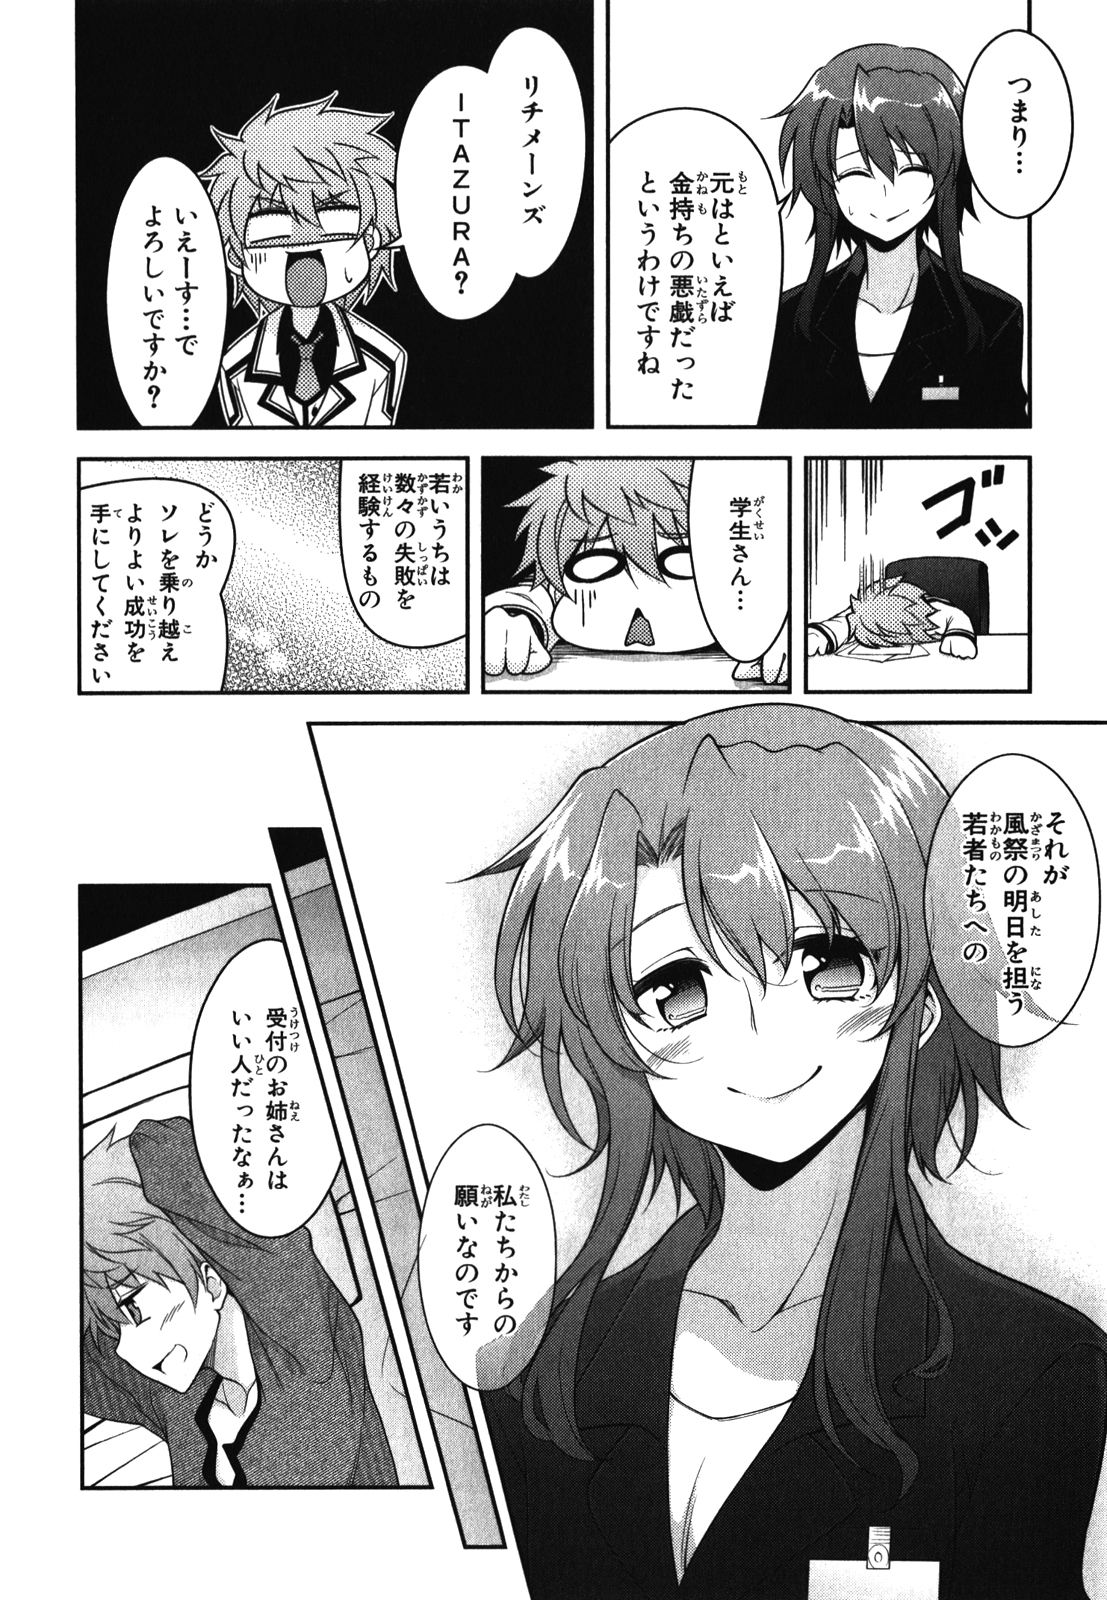 つまり…
元はといえば
金持ちの悪戯だった
というわけですね
リチメーンズ
ITAZURA?
いえーす…で
よろしいですか?
ゴッ
学生さん…
若いうちは
数々の失敗を
経験するもの
どうか
ソレを乗り越え
よりよい成功を
手にしてください
それが
風祭の明日を担う
若者たちへの
私たちからの
願いなのです
受付のお姉さんは
いい人だったなぁ…